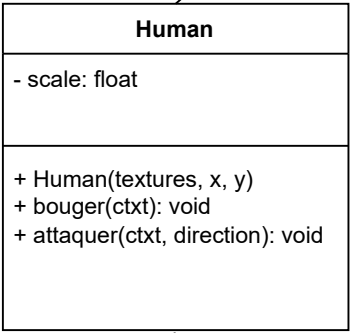 Human
- scale: float
+ Human(textures, x, y)
+ bouger(ctxt): void
+ attaquer(ctxt, direction): void